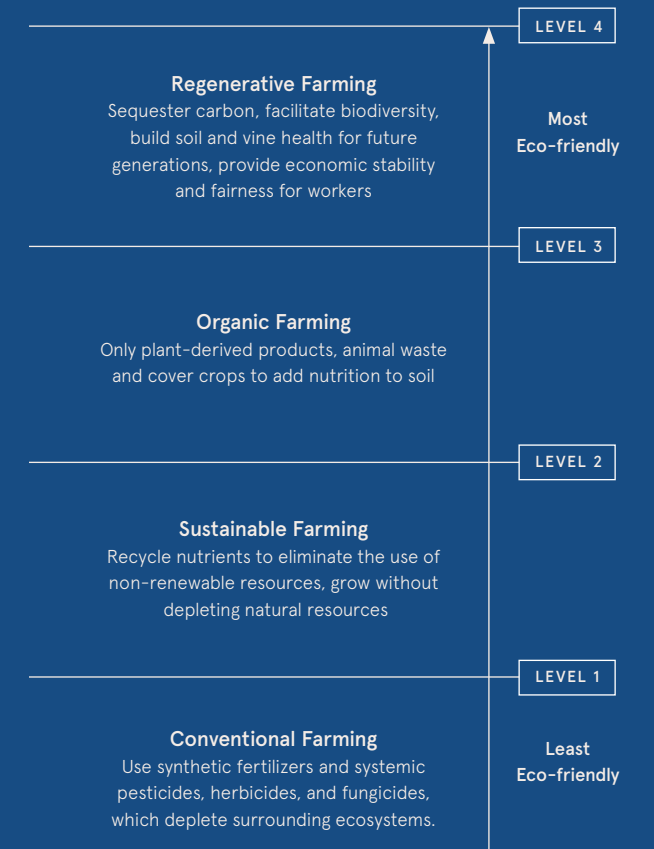 LEVEL 4
Regenerative Farming
Sequester carbon, facilitate biodiversity,
build soil and vine health for future
generations, provide economic stability
and fairness for workers
Most
Eco-friendly
LEVEL 3
Organic Farming
Only plant-derived products, animal waste
and cover crops to add nutrition to soil
LEVEL 2
Sustainable Farming
Recycle nutrients to eliminate the use of
non-renewable resources, grow without
depleting natural resources
LEVEL 1
Conventional Farming
Use synthetic fertilizers and systemic
pesticides, herbicides, and fungicides,
which deplete surrounding ecosystems.
Least
Eco-friendly